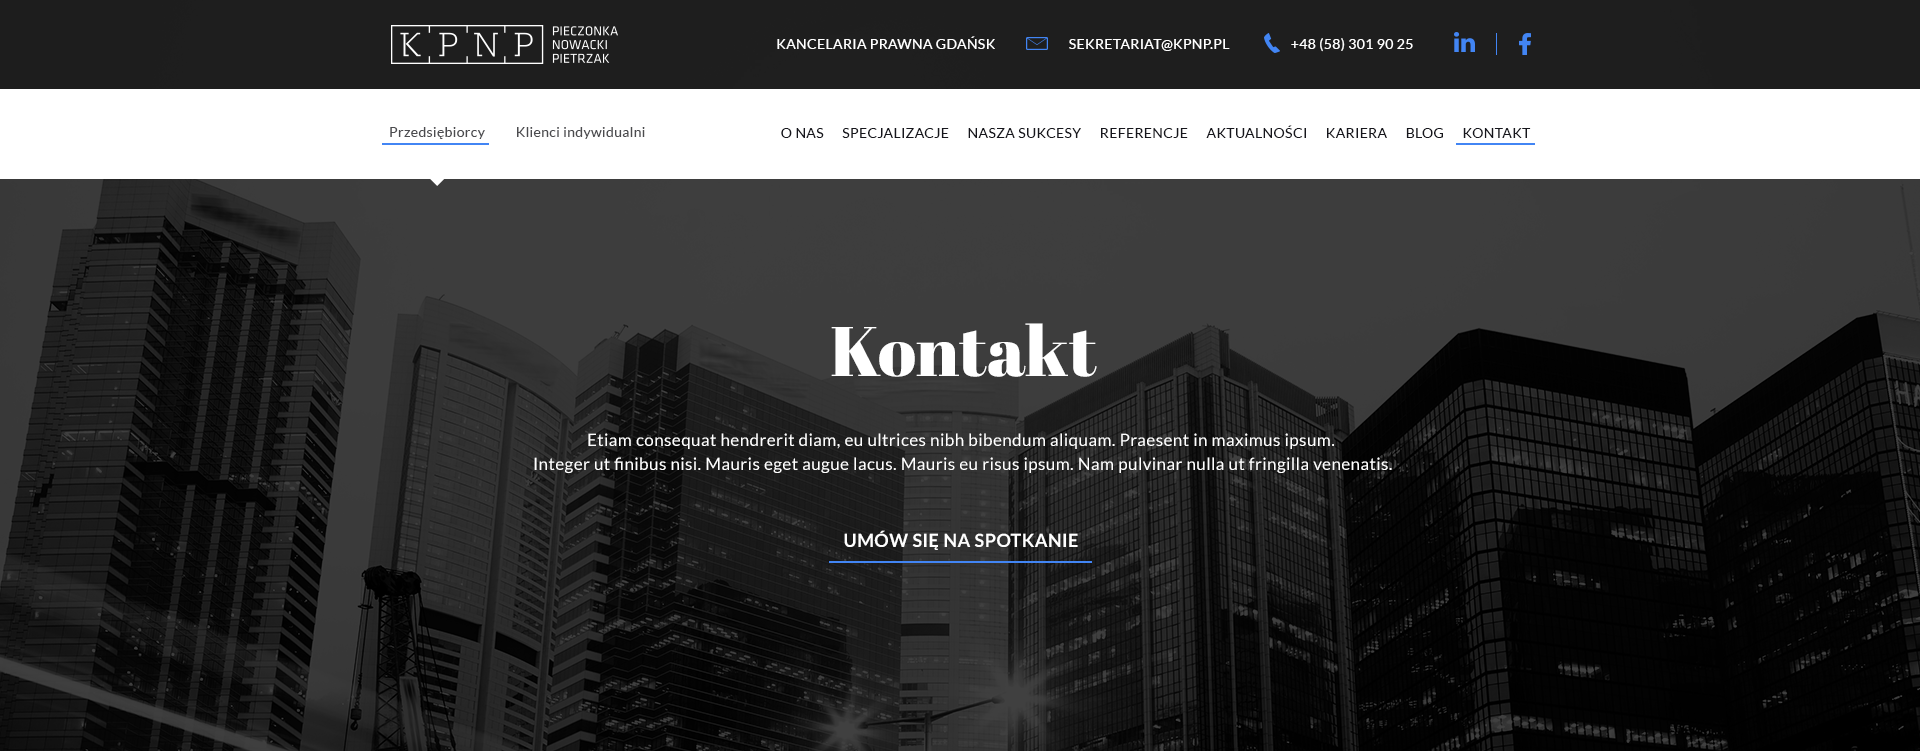 KPNP
PIECZONKA
NOWACKI
PIETRZAK
KANCELARIA PRAWNA GDAŃSK
SEKRETARIAT@KPNP.PL
+48 (58) 301 90 25
in
f
Przedsiębiorcy
Klienci indywidualni
O NAS
SPECJALIZACJE
NASZA SUKCESY
REFERENCJE
AKTUALNOŚCI
KARIERA
BLOG
KONTAKT
Kontakt
Etiam consequat hendrerit diam, eu ultrices nibh bibendum aliquam. Praesent in maximus ipsum.
Integer ut finibus nisi. Mauris eget augue lacus. Mauris eu risus ipsum. Nam pulvinar nulla ut fringilla venenatis.
UMÓW SIĘ NA SPOTKANIE